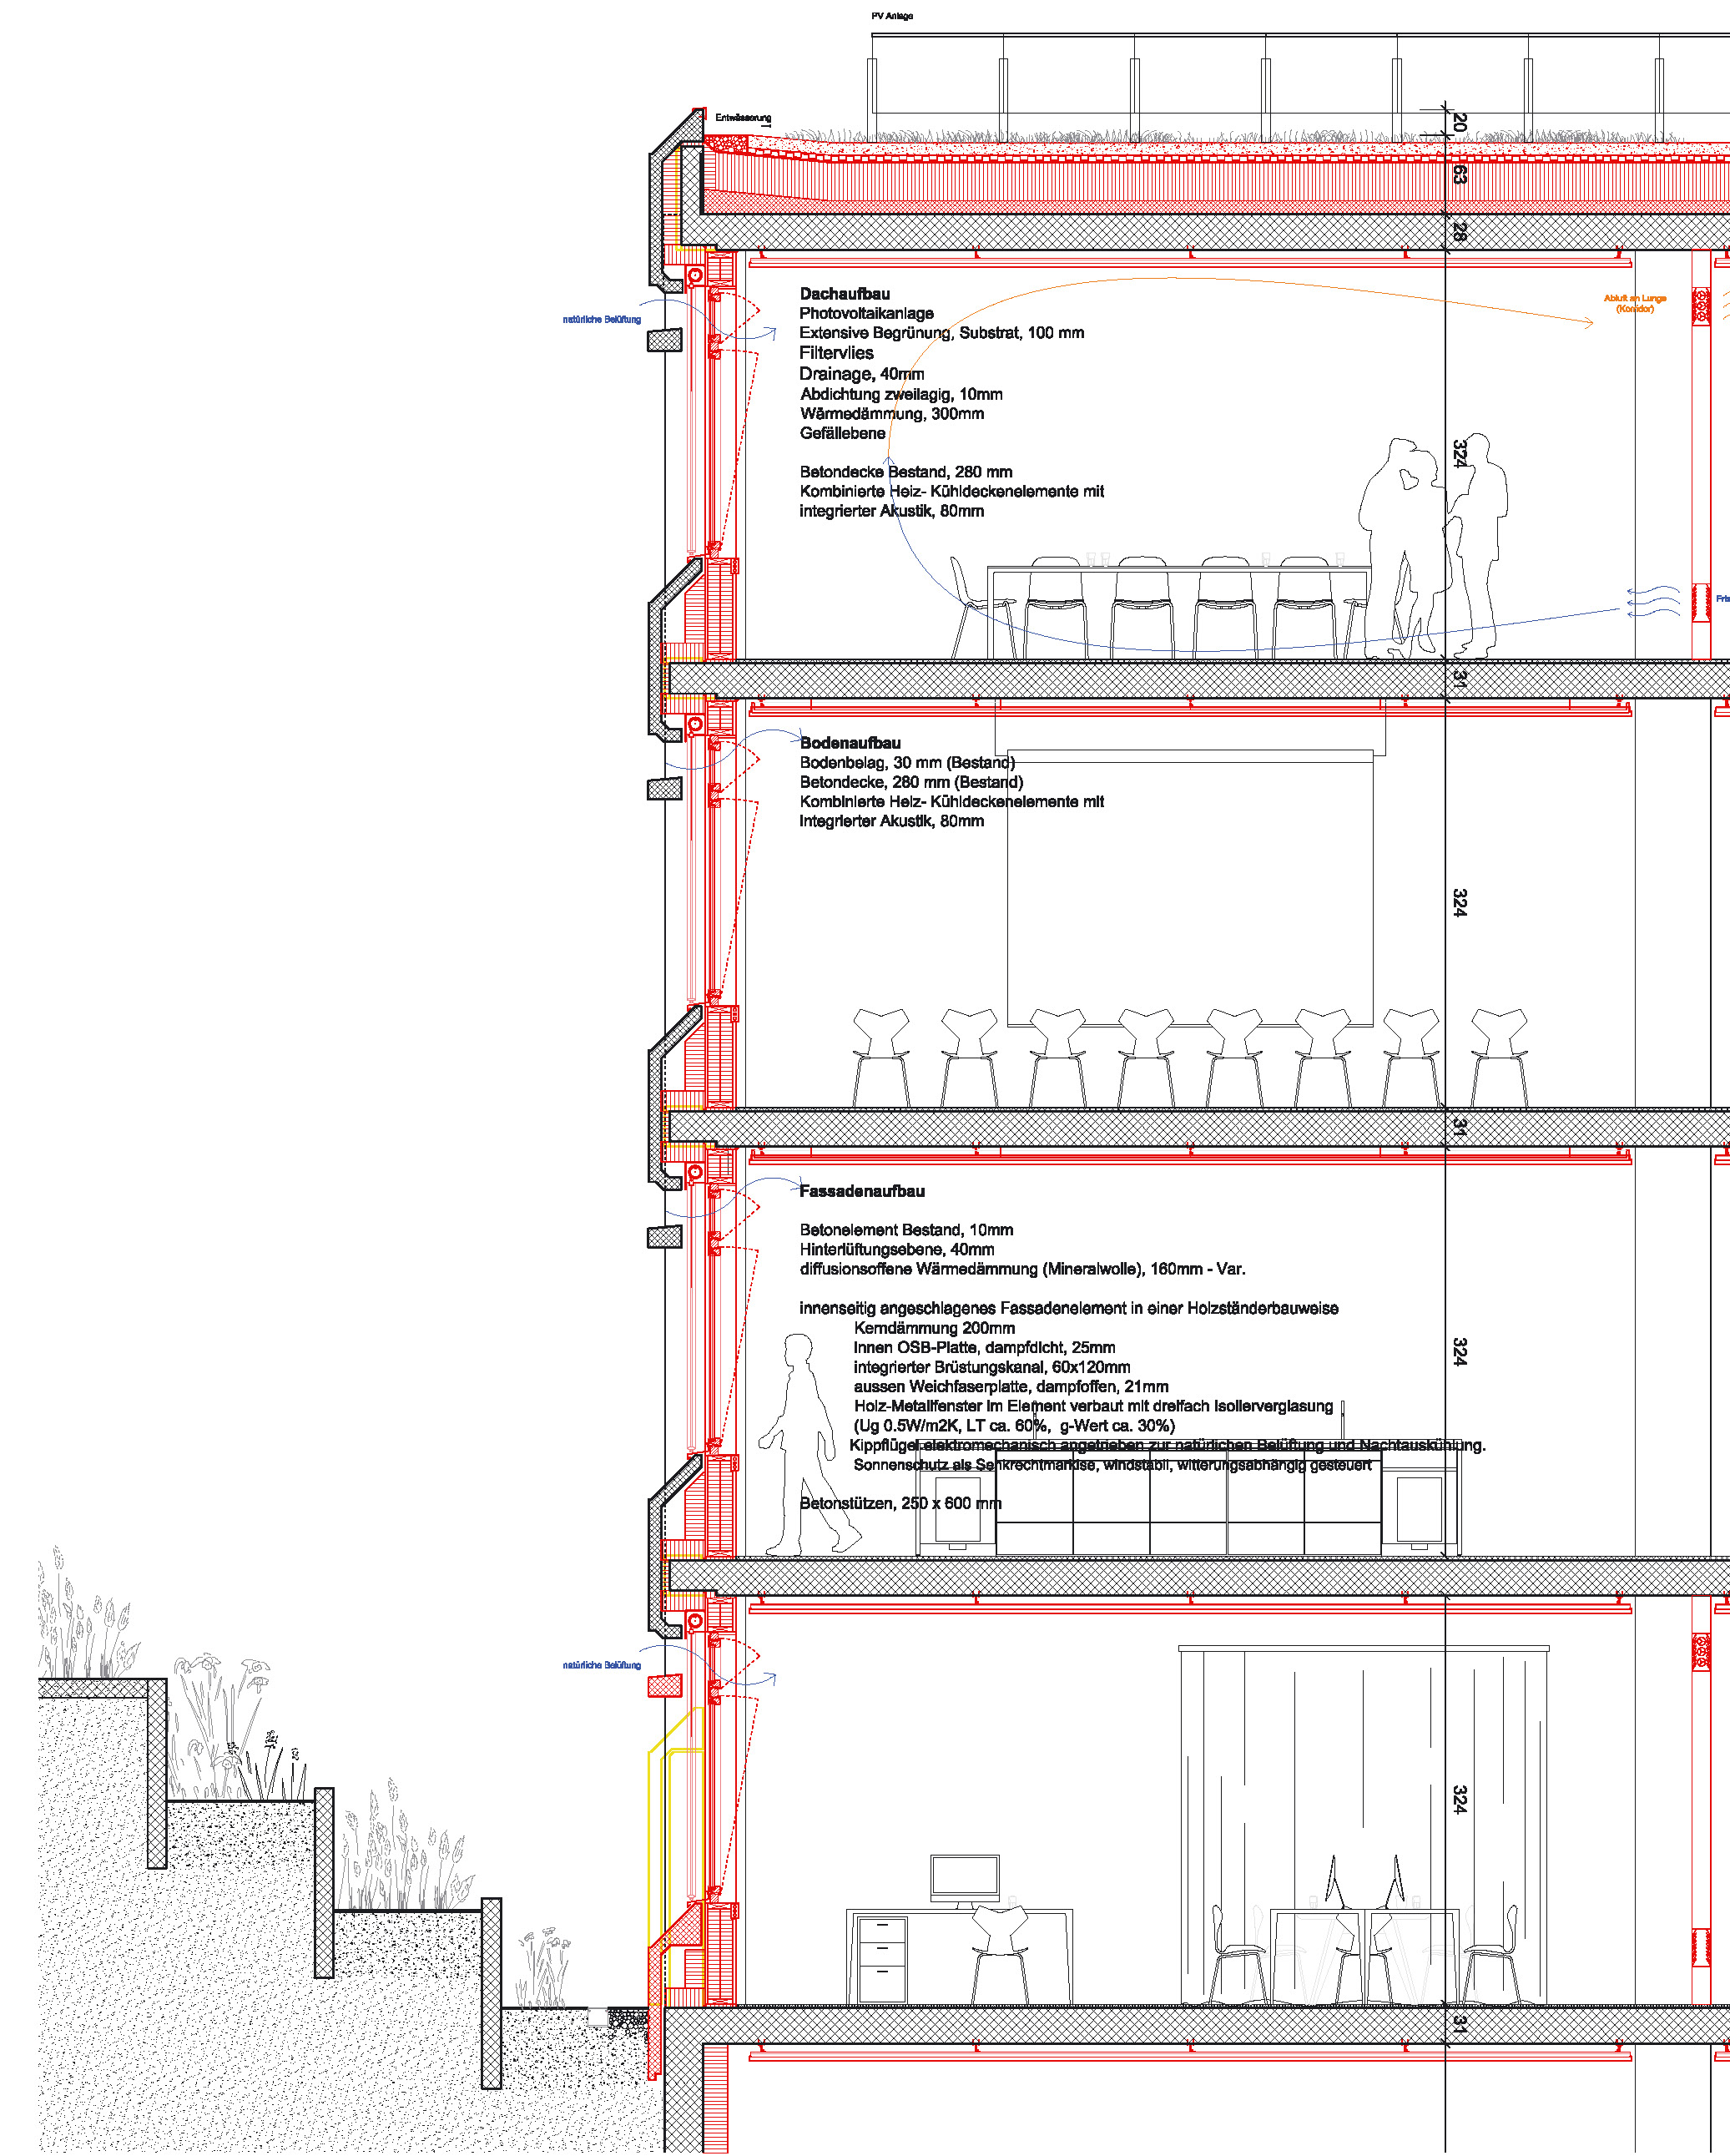 PV Anlage
Entwässerung
20
63
28
natürliche Belüftung
Abluft an Lunge
(Korridor)
Dachaufbau
Photovoltaikanlage
Extensive Begrünung, Substrat, 100 mm
Filtervlies
Drainage, 40mm
Abdichtung zweilagig, 10mm
Wärmedämmung, 300mm
Gefällebene
324
Betondecke Bestand, 280 mm
Kombinierte Heiz- Kühldeckenelemente mit
integrierter Akustik, 80mm
31
Bodenaufbau
Bodenbelag, 30 mm (Bestand)
Betondecke, 280 mm (Bestand)
Kombinierte Heiz- Kühldeckenelemente mit
integrierter Akustik, 80mm
324
31
Fassadenaufbau
Betonelement Bestand, 10mm
Hinterlüftungsebene, 40mm
diffusionsoffene Wärmedämmung (Mineralwolle), 160mm - Var.
innenseitig angeschlagenes Fassadenelement in einer Holzständerbauweise
Kerndämmung 200mm
Innen OSB-Platte, dampfdicht, 25mm
324
integrierter Brüstungskanal, 60x120mm
aussen Weichfaserplatte, dampfoffen, 21mm
Holz-Metallfenster im Element verbaut mit dreifach Isolierverglasung
(Ug 0.5W/m2K, LT ca. 60%, g-Wert ca. 30%)
Kippflügel elektromechanisch angetrieben zur natürlichen Belüftung und Nachtauskühlung.
Sonnenschutz als Senkrechtmarkise, windstabil, witterungsabhängig gesteuert
Betonstützen, 250 x 600 mm
natürliche Belüftung
324
31